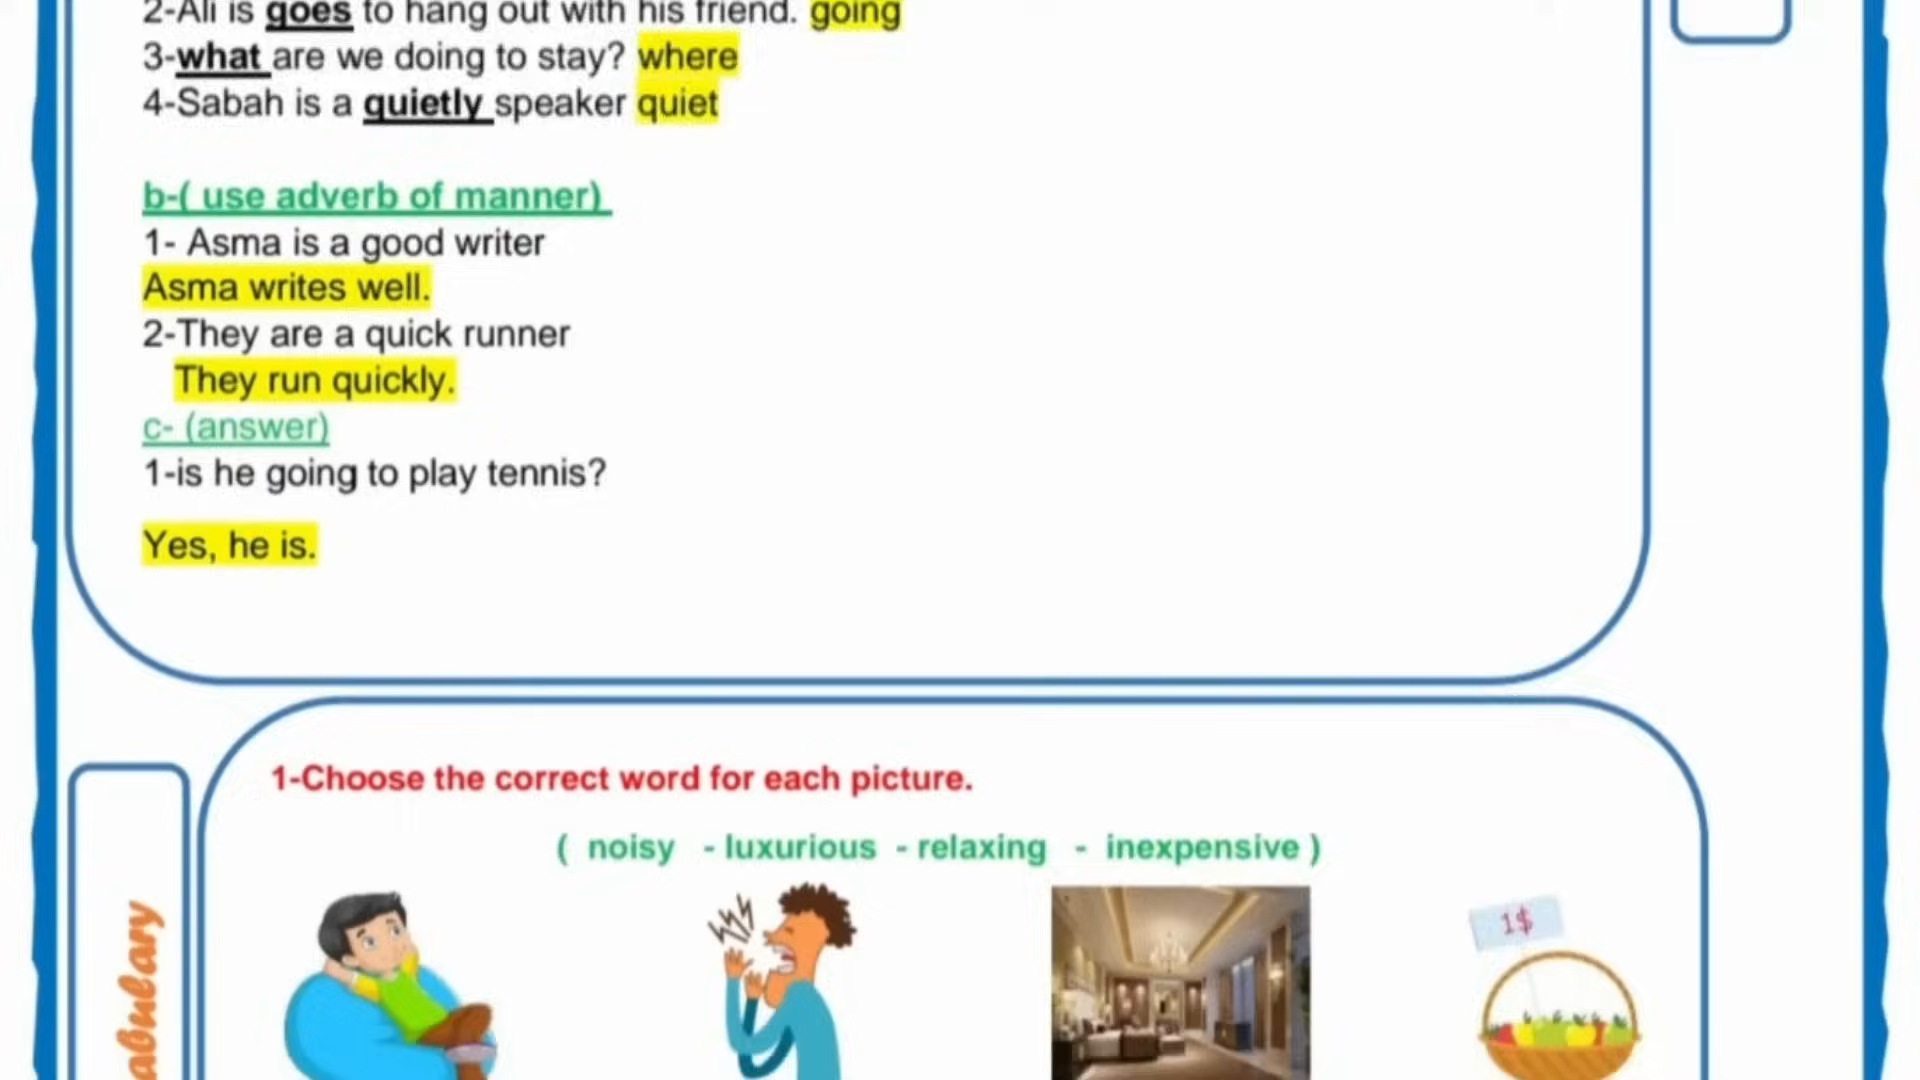 2-Ali is goes to hang out with his friend. going
3-what are we doing to stay? where
4-Sabah is a quietly speaker quiet
b-( use adverb of manner)
1- Asma is a good writer
Asma writes well.
2-They are a quick runner
They run quickly.
c- (answer)
1-is he going to play tennis?
Yes, he is.
1-Choose the correct word for each picture.
( noisy - luxurious - relaxing - inexpensive )
1$
abulary